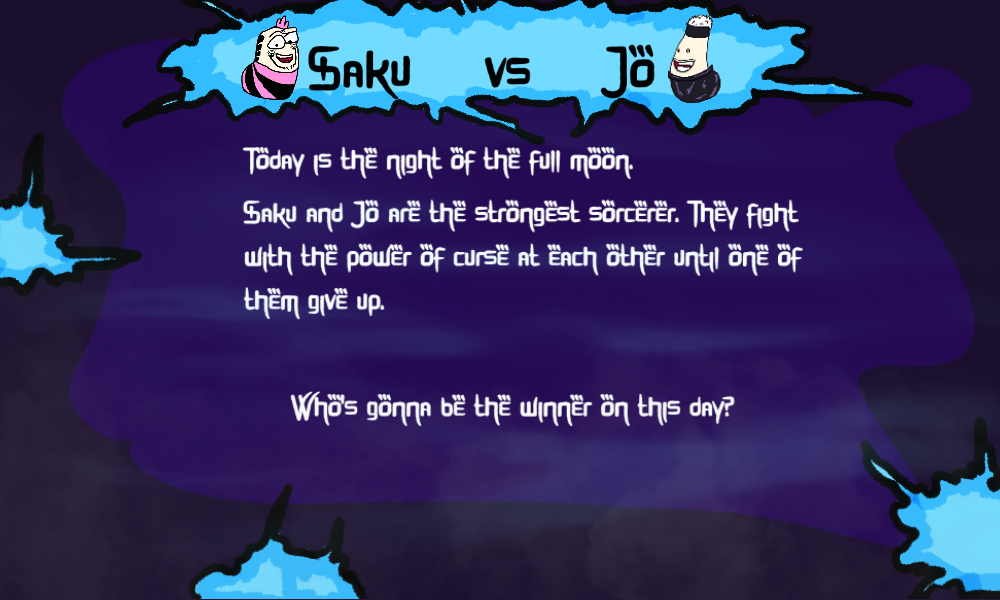 Saku vs Jo
Today is the night of the full moon.
Saku and Jo are the strongest sorcerer. They fight
with the power of curse at each other until one of
them give up.
Who's gonna be the winner on this day?